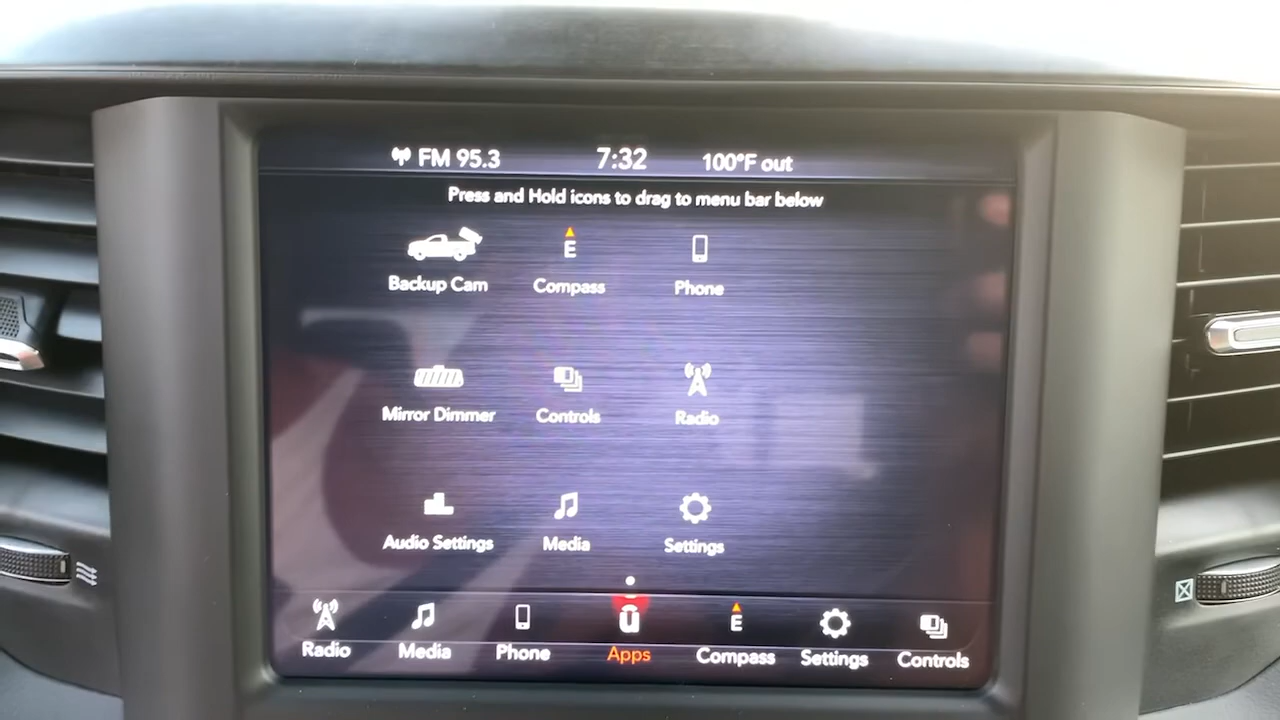 FM 95.3 7:32 100°F out
Press and Hold icons to drag to menu bar below
E
Backup Cam Compass Phone
Mirror Dimmer Controls Radio
Audio Settings Media Settings
E
Radio Media Phone Apps Compass Settings Controls